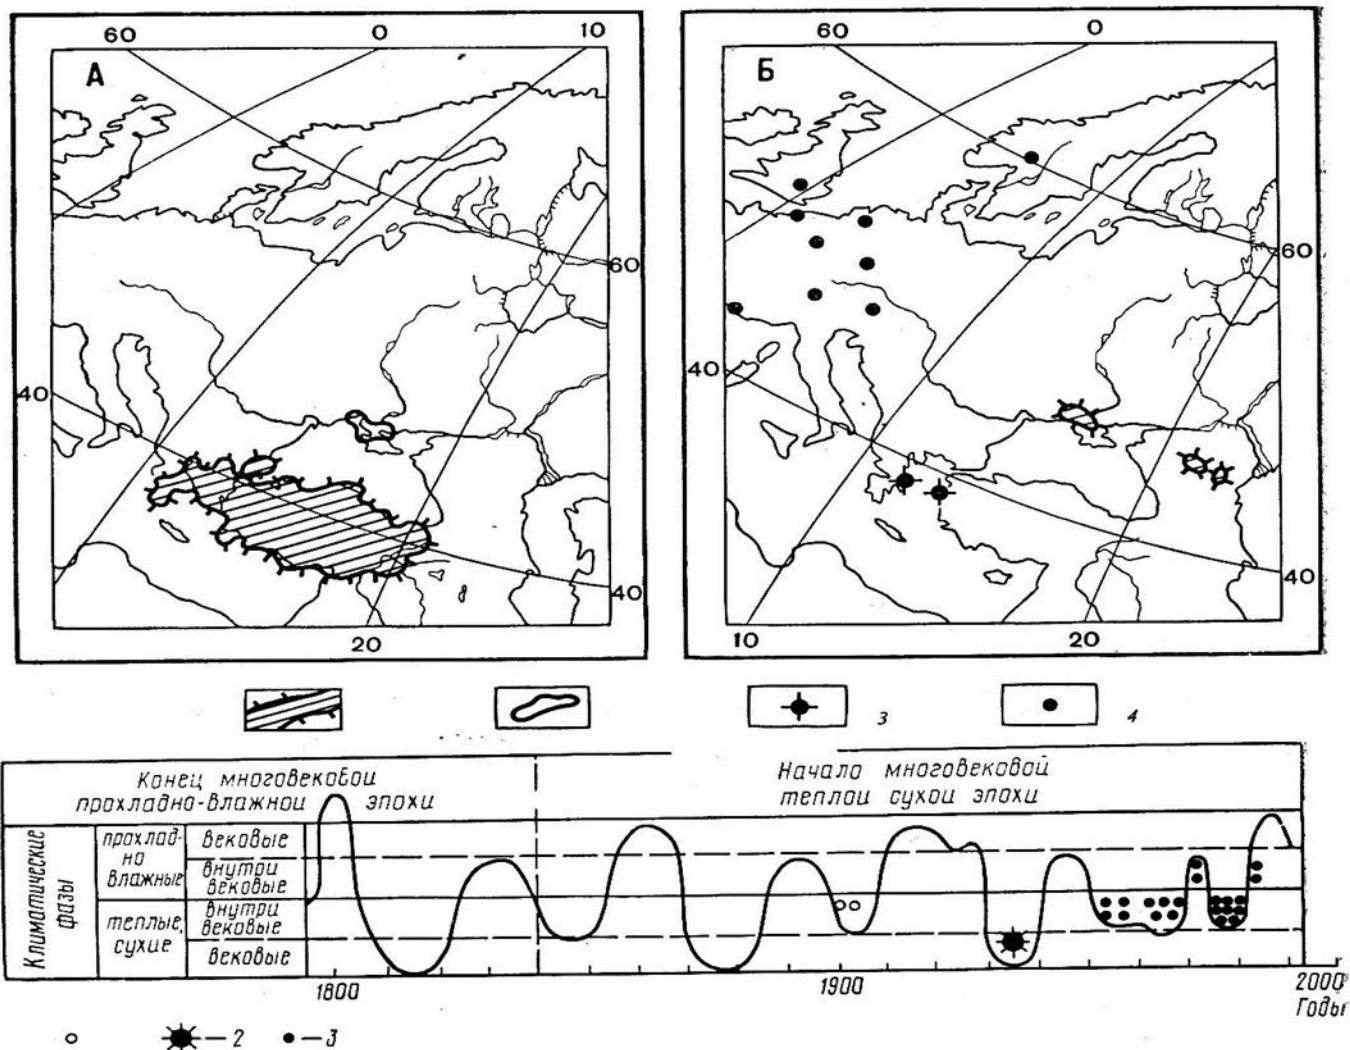 60 0 10
А
60
40
40
20
60 0
Б
60
40
40
10 20
3
4
Конец многовековой
прохладно-влажной эпохи
Начало многовековой
теплой сухой эпохи
Климатические
фазы
прохлад-
но
влажные
вековые
внутри
вековые
теплые,
сухие
внутри
вековые
вековые
1800 1900 2000
Годы
— 2 — 3